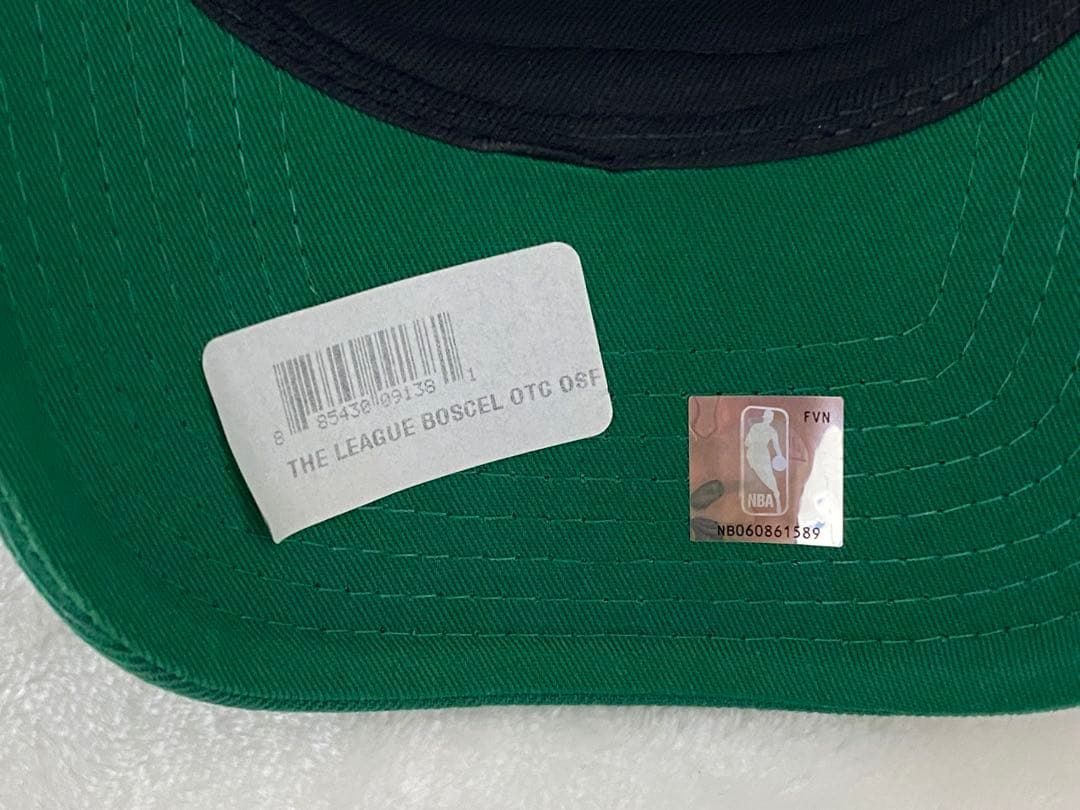 8 85430 09138 1
THE LEAGUE BOSCEL OTC OSF
FVN
NBA
NB060861589